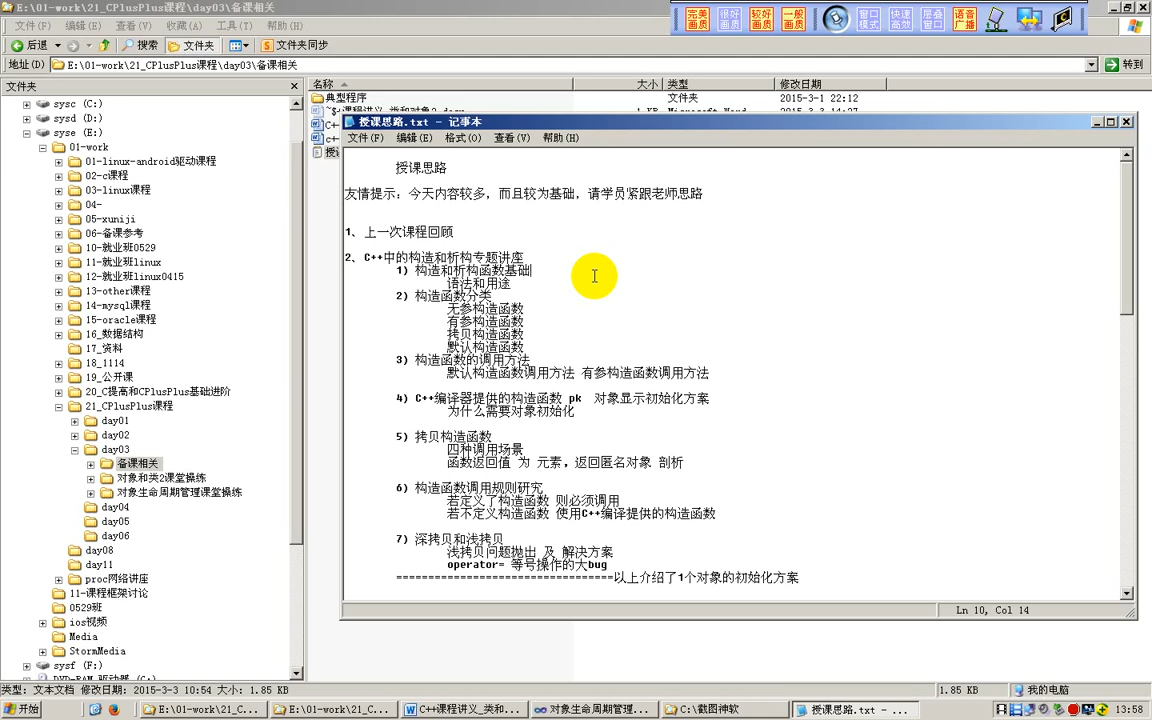 E:\01-work\21_CPlusPlus课程\day03\备课相关
完美画质 很好画质 较好画质 一般画质 窗口模式 快速高效 层叠窗口 语音广播
文件(F) 编辑(E) 查看(V) 收藏(A) 工具(T) 帮助(H)
后退 搜索 文件夹 文件夹同步
地址(D) E:\01-work\21_CPlusPlus课程\day03\备课相关 转到
文件夹
名称 大小 类型 修改日期
典型程序 文件夹 2015-3-1 22:12
sysc (C:)
sysd (D:)
syse (E:)
01-work
01-linux-android驱动课程
02-c课程
03-linux课程
04-
05-xuniji
06-备课参考
10-就业班0529
11-就业班linux
12-就业班linux0415
13-other课程
14-mysql课程
15-oracle课程
16_数据结构
17_资料
18_1114
19_公开课
20_C提高和CPlusPlus基础进阶
21_CPlusPlus课程
day01
day02
day03
备课相关
对象和类2课堂操练
对象生命周期管理课堂操练
day04
day05
day06
day08
day11
proc网络讲座
11-课程框架讨论
0529班
ios视频
Media
StormMedia
sysf (F:)
授课思路.txt - 记事本
文件(F) 编辑(E) 格式(O) 查看(V) 帮助(H)
授课思路
友情提示：今天内容较多，而且较为基础，请学员紧跟老师思路
1、上一次课程回顾
2、C++中的构造和析构专题讲座
1) 构造和析构函数基础
语法和用途
2) 构造函数分类
无参构造函数
有参构造函数
拷贝构造函数
默认构造函数
3) 构造函数的调用方法
默认构造函数调用方法 有参构造函数调用方法
4) C++编译器提供的构造函数 pk 对象显示初始化方案
为什么需要对象初始化
5) 拷贝构造函数
四种调用场景
函数返回值 为 元素，返回匿名对象 剖析
6) 构造函数调用规则研究
若定义了构造函数 则必须调用
若不定义构造函数 使用C++编译提供的构造函数
7) 深拷贝和浅拷贝
浅拷贝问题抛出 及 解决方案
operator= 等号操作的大bug
==================================以上介绍了1个对象的初始化方案
Ln 10, Col 14
类型: 文本文档 修改日期: 2015-3-3 10:54 大小: 1.85 KB 1.85 KB 我的电脑
开始 E:\01-work\21_C... E:\01-work\21_C... C++课程讲义_类和... 对象生命周期管理... C:\截图神软 授课思路.txt - ... 13:58